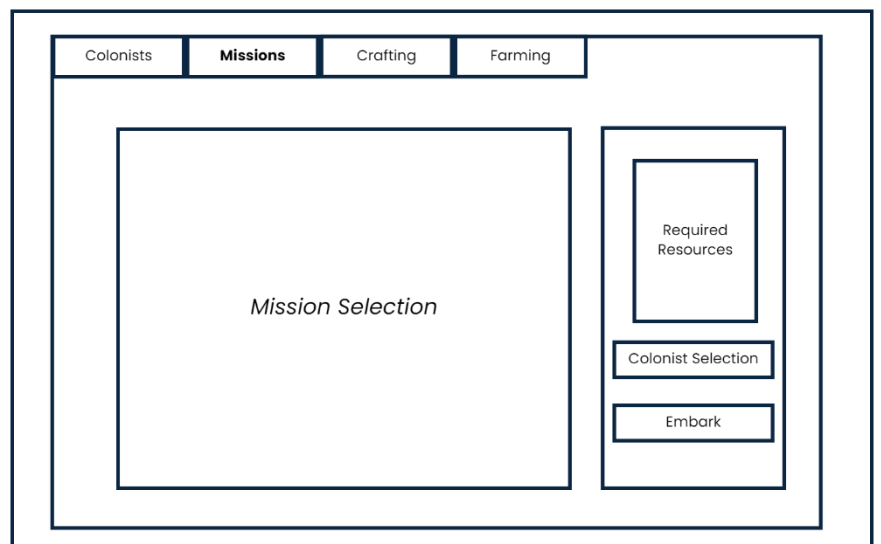 Colonists
Missions
Crafting
Farming
Mission Selection
Required
Resources
Colonist Selection
Embark